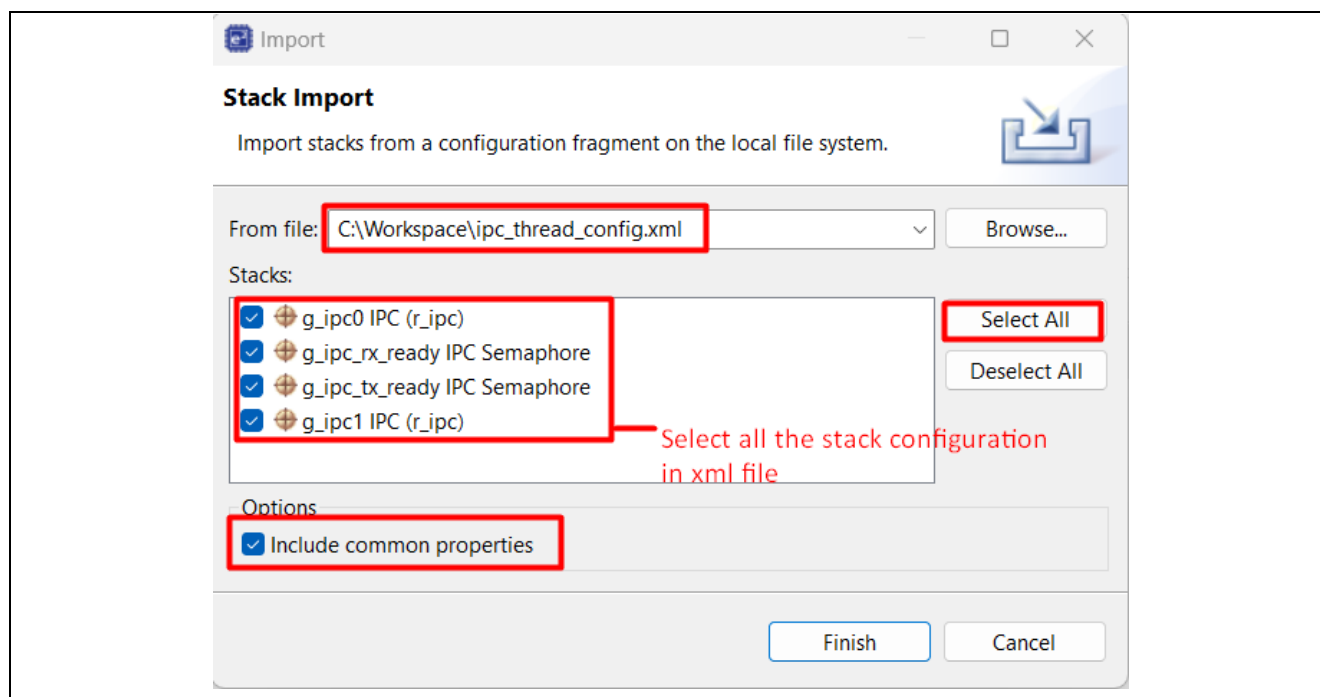 Import
Stack Import
Import stacks from a configuration fragment on the local file system.
From file: C:\Workspace\ipc_thread_config.xml Browse...
Stacks:
g_ipc0 IPC (r_ipc) Select All
g_ipc_rx_ready IPC Semaphore
g_ipc_tx_ready IPC Semaphore Deselect All
g_ipc1 IPC (r_ipc)
Select all the stack configuration
in xml file
Options
Include common properties
Finish Cancel